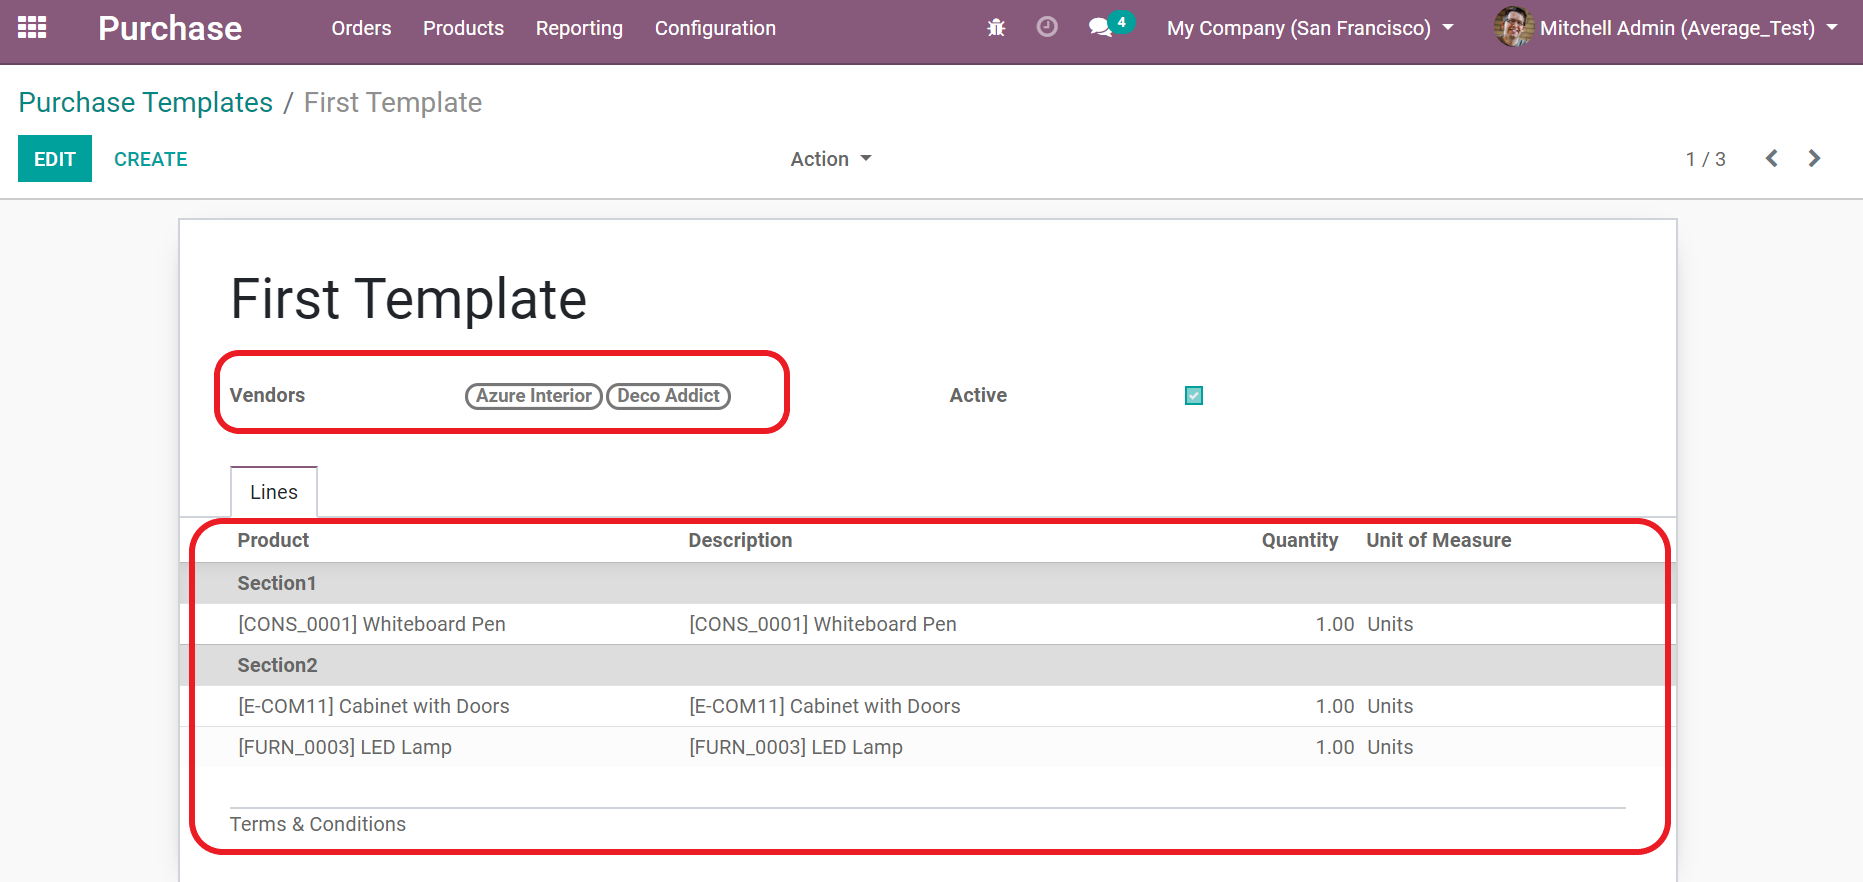 Purchase Orders Products Reporting Configuration 4 My Company (San Francisco) Mitchell Admin (Average_Test)
Purchase Templates / First Template
EDIT CREATE Action 1 / 3
First Template
Vendors Azure Interior Deco Addict Active
Lines
Product Description Quantity Unit of Measure
Section1
[CONS_0001] Whiteboard Pen [CONS_0001] Whiteboard Pen 1.00 Units
Section2
[E-COM11] Cabinet with Doors [E-COM11] Cabinet with Doors 1.00 Units
[FURN_0003] LED Lamp [FURN_0003] LED Lamp 1.00 Units
Terms & Conditions